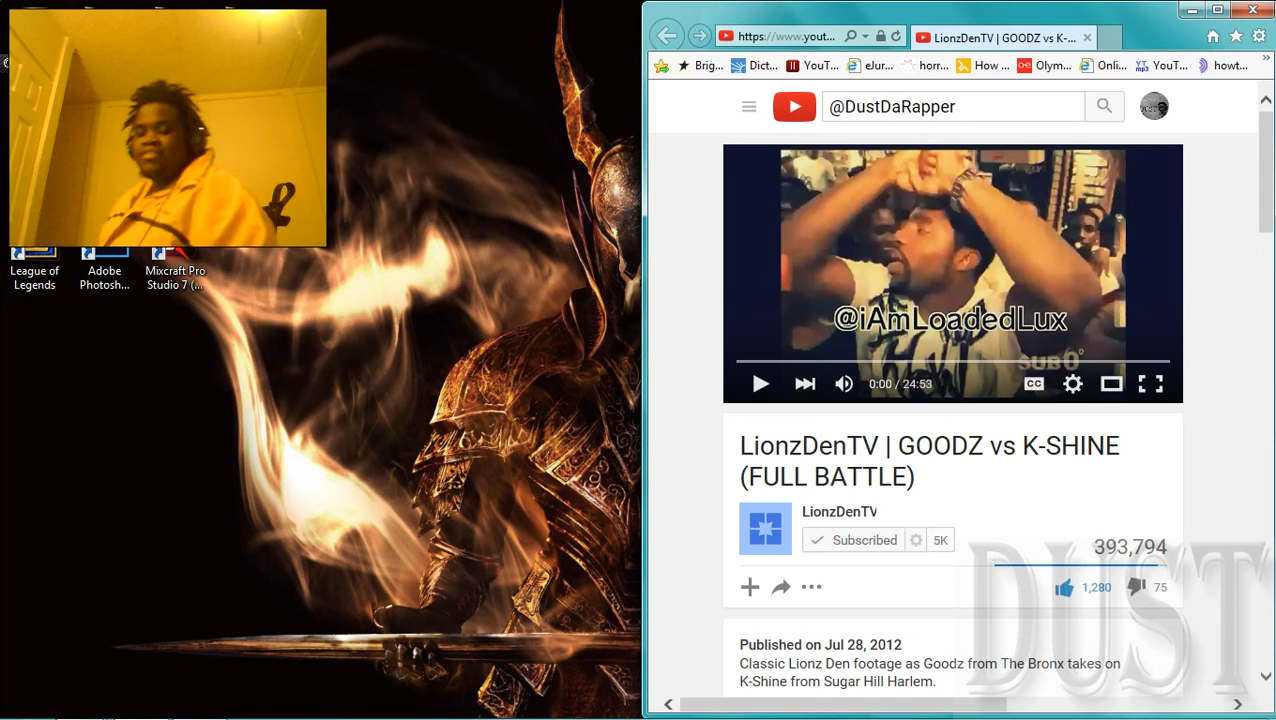 League of
Legends
Adobe
Photosh...
Mixcraft Pro
Studio 7 (...
https://www.yout...
LionzDenTV | GOODZ vs K-...
Brig...
Dict...
YouT...
eJur...
horr...
How ...
Olym...
Onli...
YouT...
howt...
@DustDaRapper
@iAmLoadedLux
SUB 0°
0:00 / 24:53
CC
LionzDenTV | GOODZ vs K-SHINE
(FULL BATTLE)
LionzDenTV
Subscribed 5K
393,794
1,280 75
Published on Jul 28, 2012
Classic Lionz Den footage as Goodz from The Bronx takes on
K-Shine from Sugar Hill Harlem.
DUST